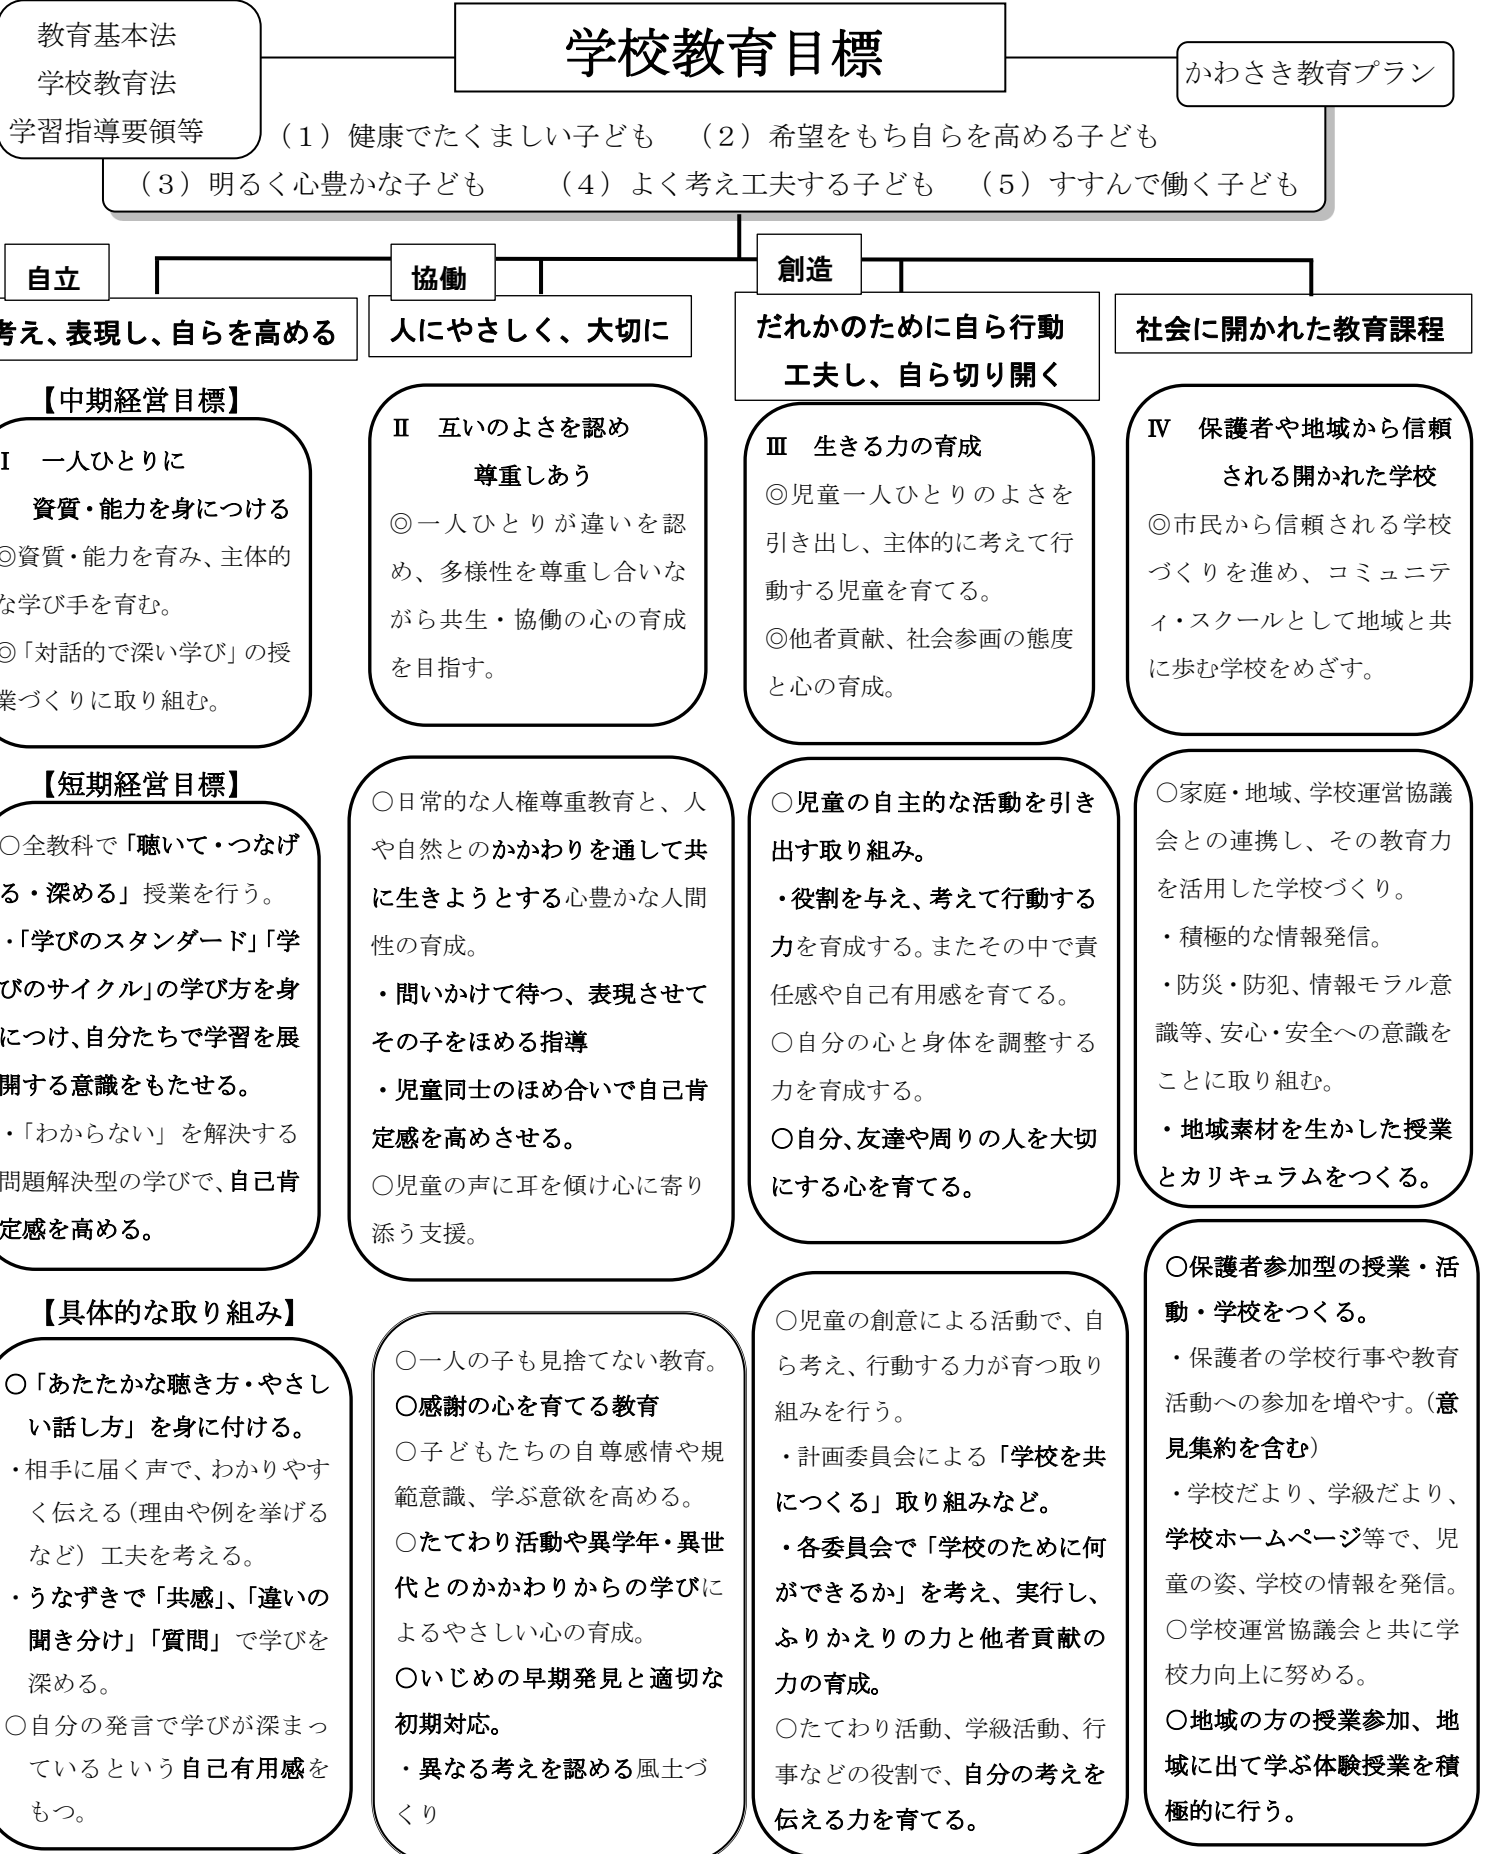 教育基本法
学校教育法
学習指導要領等
学校教育目標
かわさき教育プラン
（１）健康でたくましい子ども　（２）希望をもち自らを高める子ども
（３）明るく心豊かな子ども　　（４）よく考え工夫する子ども　（５）すすんで働く子ども
自立
考え、表現し、自らを高める
協働
人にやさしく、大切に
創造
だれかのために自ら行動
工夫し、自ら切り開く
社会に開かれた教育課程
【中期経営目標】
Ⅰ　一人ひとりに
資質・能力を身につける
◎資質・能力を育み、主体的
な学び手を育む。
◎「対話的で深い学び」の授
業づくりに取り組む。
Ⅱ　互いのよさを認め
尊重しあう
◎一人ひとりが違いを認
め、多様性を尊重し合いな
がら共生・協働の心の育成
を目指す。
Ⅲ　生きる力の育成
◎児童一人ひとりのよさを
引き出し、主体的に考えて行
動する児童を育てる。
◎他者貢献、社会参画の態度
と心の育成。
Ⅳ　保護者や地域から信頼
される開かれた学校
◎市民から信頼される学校
づくりを進め、コミュニテ
ィ・スクールとして地域と共
に歩む学校をめざす。
【短期経営目標】
○全教科で「聴いて・つなげ
る・深める」授業を行う。
・「学びのスタンダード」「学
びのサイクル」の学び方を身
につけ、自分たちで学習を展
開する意識をもたせる。
・「わからない」を解決する
問題解決型の学びで、自己肯
定感を高める。
○日常的な人権尊重教育と、人
や自然とのかかわりを通して共
に生きようとする心豊かな人間
性の育成。
・問いかけて待つ、表現させて
その子をほめる指導
・児童同士のほめ合いで自己肯
定感を高めさせる。
○児童の声に耳を傾け心に寄り
添う支援。
○児童の自主的な活動を引き
出す取り組み。
・役割を与え、考えて行動する
力を育成する。またその中で責
任感や自己有用感を育てる。
○自分の心と身体を調整する
力を育成する。
○自分、友達や周りの人を大切
にする心を育てる。
○家庭・地域、学校運営協議
会との連携し、その教育力
を活用した学校づくり。
・積極的な情報発信。
・防災・防犯、情報モラル意
識等、安心・安全への意識を
ことに取り組む。
・地域素材を生かした授業
とカリキュラムをつくる。
【具体的な取り組み】
○「あたたかな聴き方・やさし
い話し方」を身に付ける。
・相手に届く声で、わかりやす
く伝える（理由や例を挙げる
など）工夫を考える。
・うなずきで「共感」、「違いの
聞き分け」「質問」で学びを
深める。
○自分の発言で学びが深まっ
ているという自己有用感を
もつ。
○一人の子も見捨てない教育。
○感謝の心を育てる教育
○子どもたちの自尊感情や規
範意識、学ぶ意欲を高める。
○たてわり活動や異学年・異世
代とのかかわりからの学びに
よるやさしい心の育成。
○いじめの早期発見と適切な
初期対応。
・異なる考えを認める風土づ
くり
○児童の創意による活動で、自
ら考え、行動する力が育つ取り
組みを行う。
・計画委員会による「学校を共
につくる」取り組みなど。
・各委員会で「学校のために何
ができるか」を考え、実行し、
ふりかえりの力と他者貢献の
力の育成。
○たてわり活動、学級活動、行
事などの役割で、自分の考えを
伝える力を育てる。
○保護者参加型の授業・活
動・学校をつくる。
・保護者の学校行事や教育
活動への参加を増やす。（意
見集約を含む）
・学校だより、学級だより、
学校ホームページ等で、児
童の姿、学校の情報を発信。
○学校運営協議会と共に学
校力向上に努める。
○地域の方の授業参加、地
域に出て学ぶ体験授業を積
極的に行う。